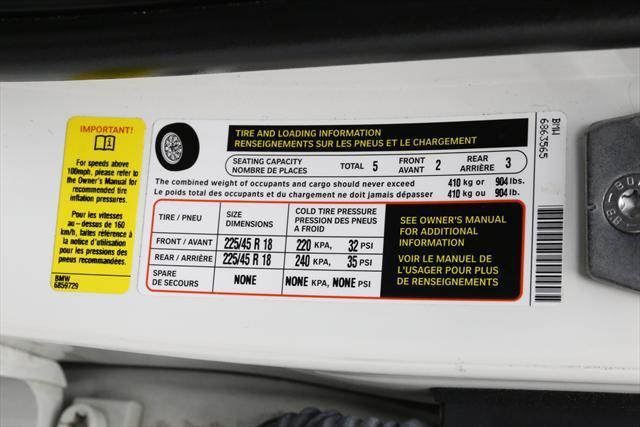 IMPORTANT!
For speeds above
100mph, please refer to
the Owner's Manual for
recommended tire
inflation pressures.
Pour les vitesses au
- dessus de 160
km/h, faites référence à
la notice d'utilisation
pour les pressions des
pneus recommandées.
BMW
6859729
TIRE AND LOADING INFORMATION
RENSEIGNEMENTS SUR LES PNEUS ET LE CHARGEMENT
SEATING CAPACITY
NOMBRE DE PLACES
TOTAL 5
FRONT
AVANT 2
REAR
ARRIÈRE 3
The combined weight of occupants and cargo should never exceed 410 kg or 904 lbs.
Le poids total des occupants et du chargement ne doit jamais dépasser 410 kg ou 904 lb.
TIRE / PNEU
SIZE
DIMENSIONS
COLD TIRE PRESSURE
PRESSION DES PNEUS
A FROID
FRONT / AVANT 225/45 R 18 220 KPA, 32 PSI
REAR / ARRIÈRE 225/45 R 18 240 KPA, 35 PSI
SPARE
DE SECOURS
NONE NONE KPA, NONE PSI
SEE OWNER'S MANUAL
FOR ADDITIONAL
INFORMATION
VOIR LE MANUEL DE
L'USAGER POUR PLUS
DE RENSEIGNEMENTS
BMW
6863565